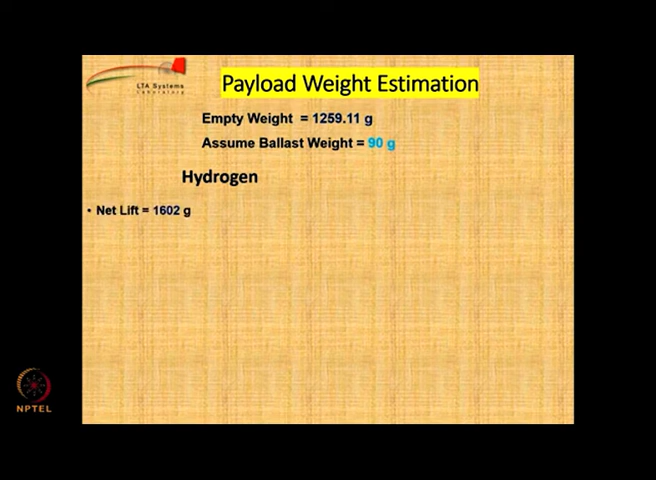 LTA Systems
Laboratory
Payload Weight Estimation
Empty Weight = 1259.11 g
Assume Ballast Weight = 90 g
Hydrogen
• Net Lift = 1602 g
NPTEL